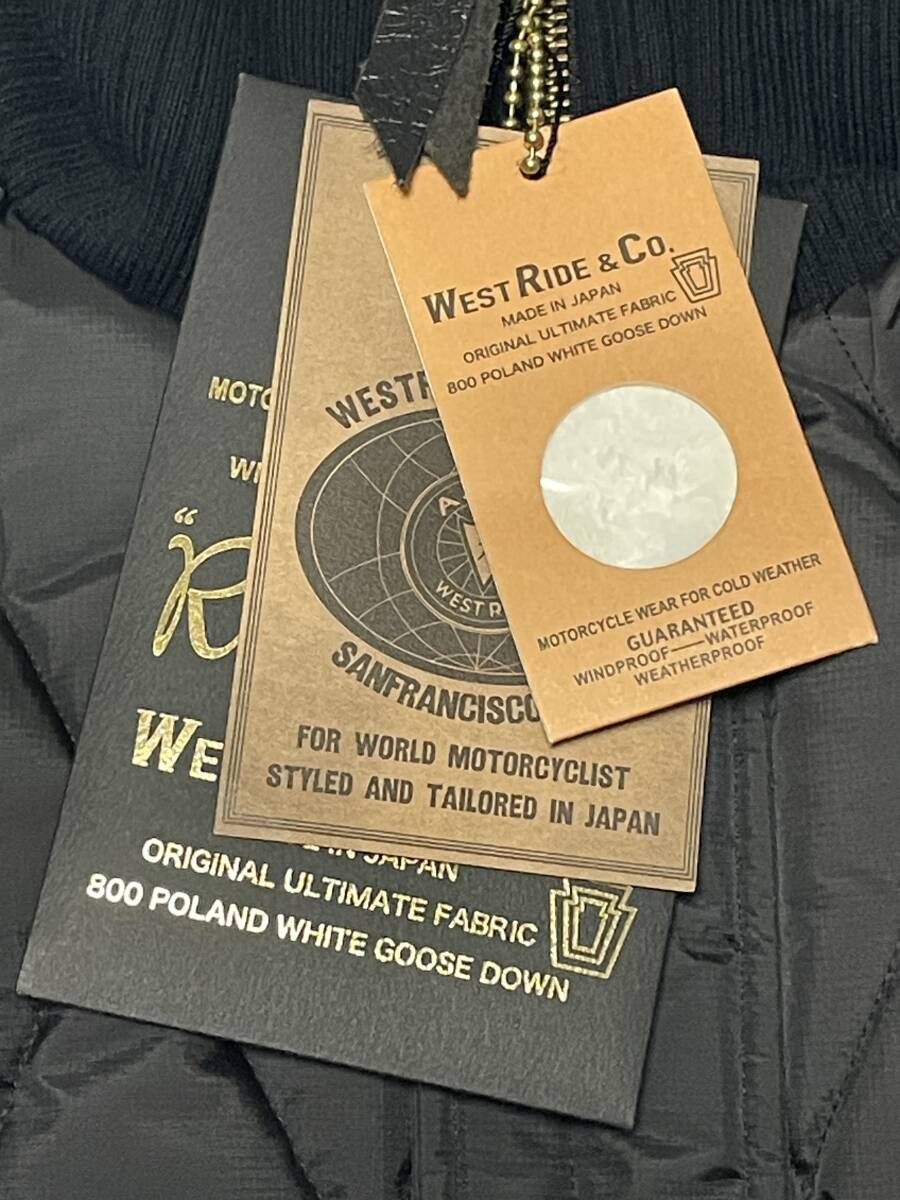 WEST RIDE & CO.
MADE IN JAPAN
ORIGINAL ULTIMATE FABRIC
800 POLAND WHITE GOOSE DOWN
MOTORCYCLE WEAR FOR COLD WEATHER
GUARANTEED
WINDPROOF—WATERPROOF
WEATHERPROOF
WEST R
SANFRANCISCO
FOR WORLD MOTORCYCLIST
STYLED AND TAILORED IN JAPAN
IN JAPAN
ORIGINAL ULTIMATE FABRIC
800 POLAND WHITE GOOSE DOWN